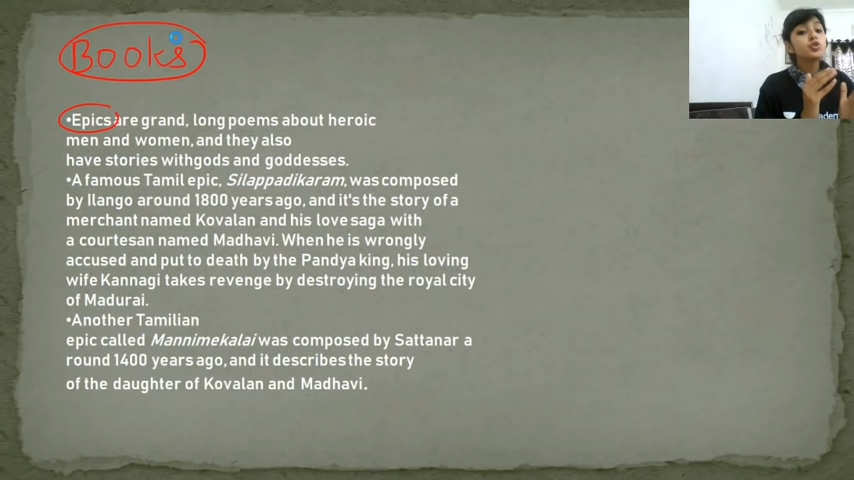 Books
•Epics are grand, long poems about heroic
men and women, and they also
have stories withgods and goddesses.
•A famous Tamil epic, Silappadikaram, was composed
by Ilango around 1800 years ago, and it's the story of a
merchant named Kovalan and his love saga with
a courtesan named Madhavi. When he is wrongly
accused and put to death by the Pandya king, his loving
wife Kannagi takes revenge by destroying the royal city
of Madurai.
•Another Tamilian
epic called Mannimekalai was composed by Sattanar a
round 1400 years ago, and it describes the story
of the daughter of Kovalan and Madhavi.